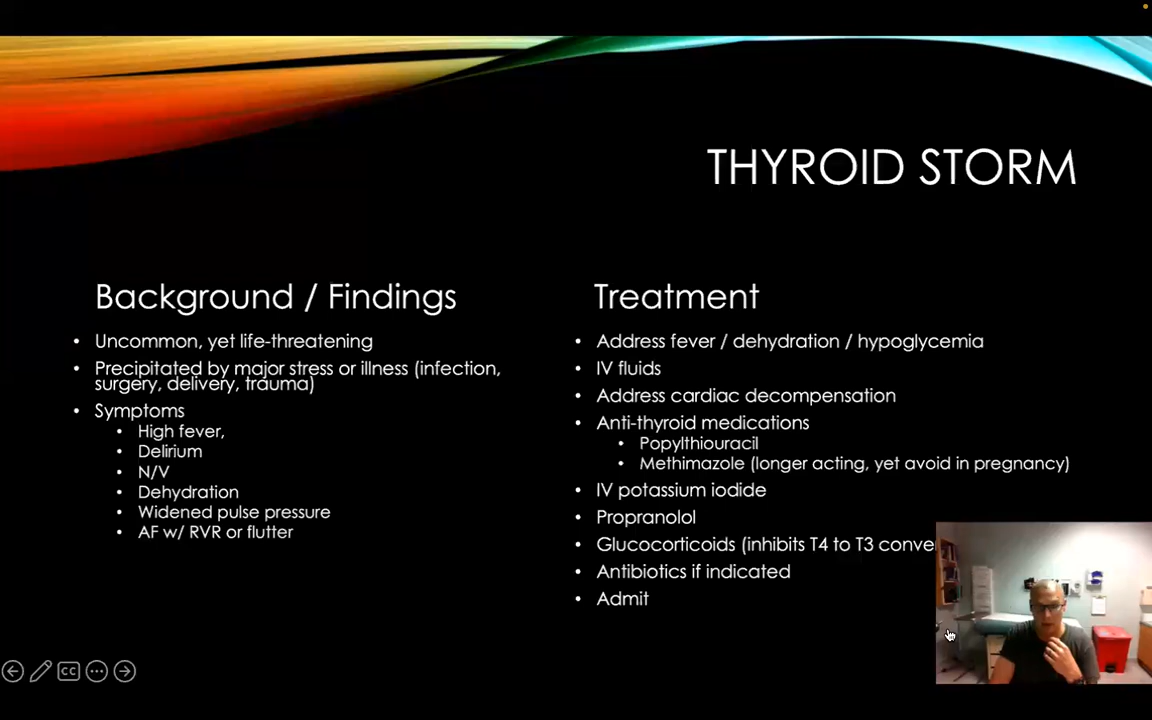 THYROID STORM
Background / Findings
• Uncommon, yet life-threatening
• Precipitated by major stress or illness (infection,
surgery, delivery, trauma)
• Symptoms
• High fever,
• Delirium
• N/V
• Dehydration
• Widened pulse pressure
• AF w/ RVR or flutter
Treatment
• Address fever / dehydration / hypoglycemia
• IV fluids
• Address cardiac decompensation
• Anti-thyroid medications
• Popylthiouracil
• Methimazole (longer acting, yet avoid in pregnancy)
• IV potassium iodide
• Propranolol
• Glucocorticoids (inhibits T4 to T3 conver
• Antibiotics if indicated
• Admit
CC